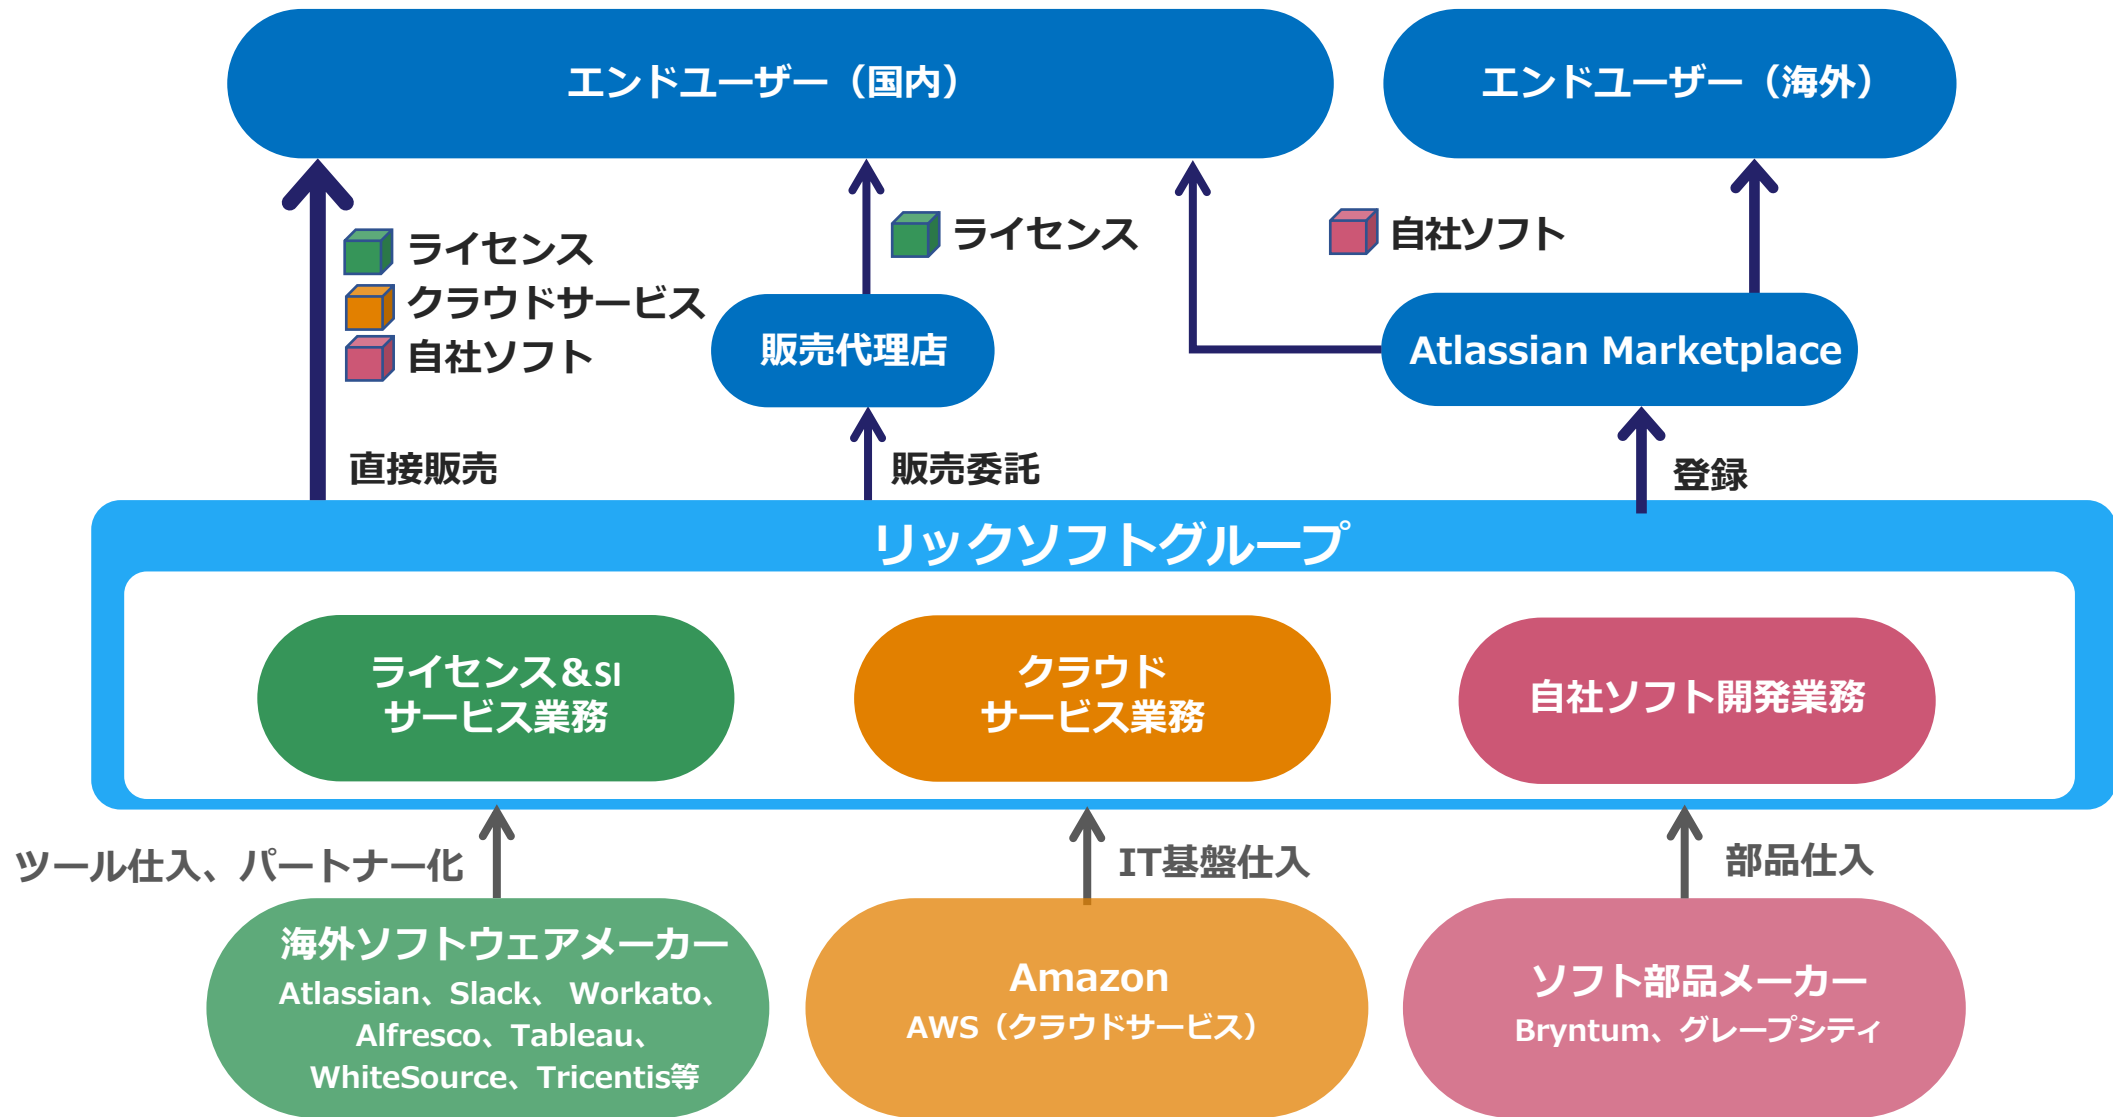 エンドユーザー（国内）
エンドユーザー（海外）
ライセンス
クラウドサービス
自社ソフト
ライセンス
自社ソフト
販売代理店
Atlassian Marketplace
直接販売
販売委託
登録
リックソフトグループ
ライセンス＆SI
サービス業務
クラウド
サービス業務
自社ソフト開発業務
ツール仕入、パートナー化
IT基盤仕入
部品仕入
海外ソフトウェアメーカー
Atlassian、Slack、 Workato、
Alfresco、Tableau、
WhiteSource、Tricentis等
Amazon
AWS（クラウドサービス）
ソフト部品メーカー
Bryntum、グレープシティ